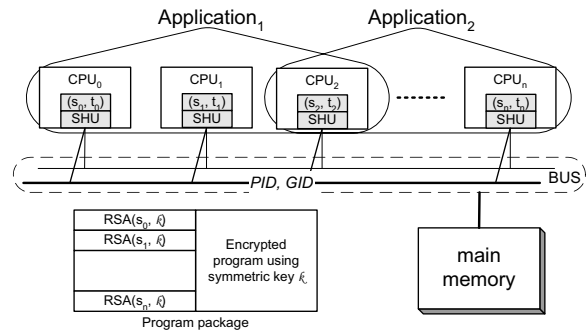 Application₁ Application₂
CPU₀ CPU₁ CPU₂ CPUₙ
(s₀, t₀) (s₁, t₁) (s₂, t₂) (sₙ, tₙ)
SHU SHU SHU SHU
BUS
PID, GID
RSA(s₀, k)
RSA(s₁, k)
RSA(sₙ, k)
Encrypted
program using
symmetric key k
Program package
main
memory